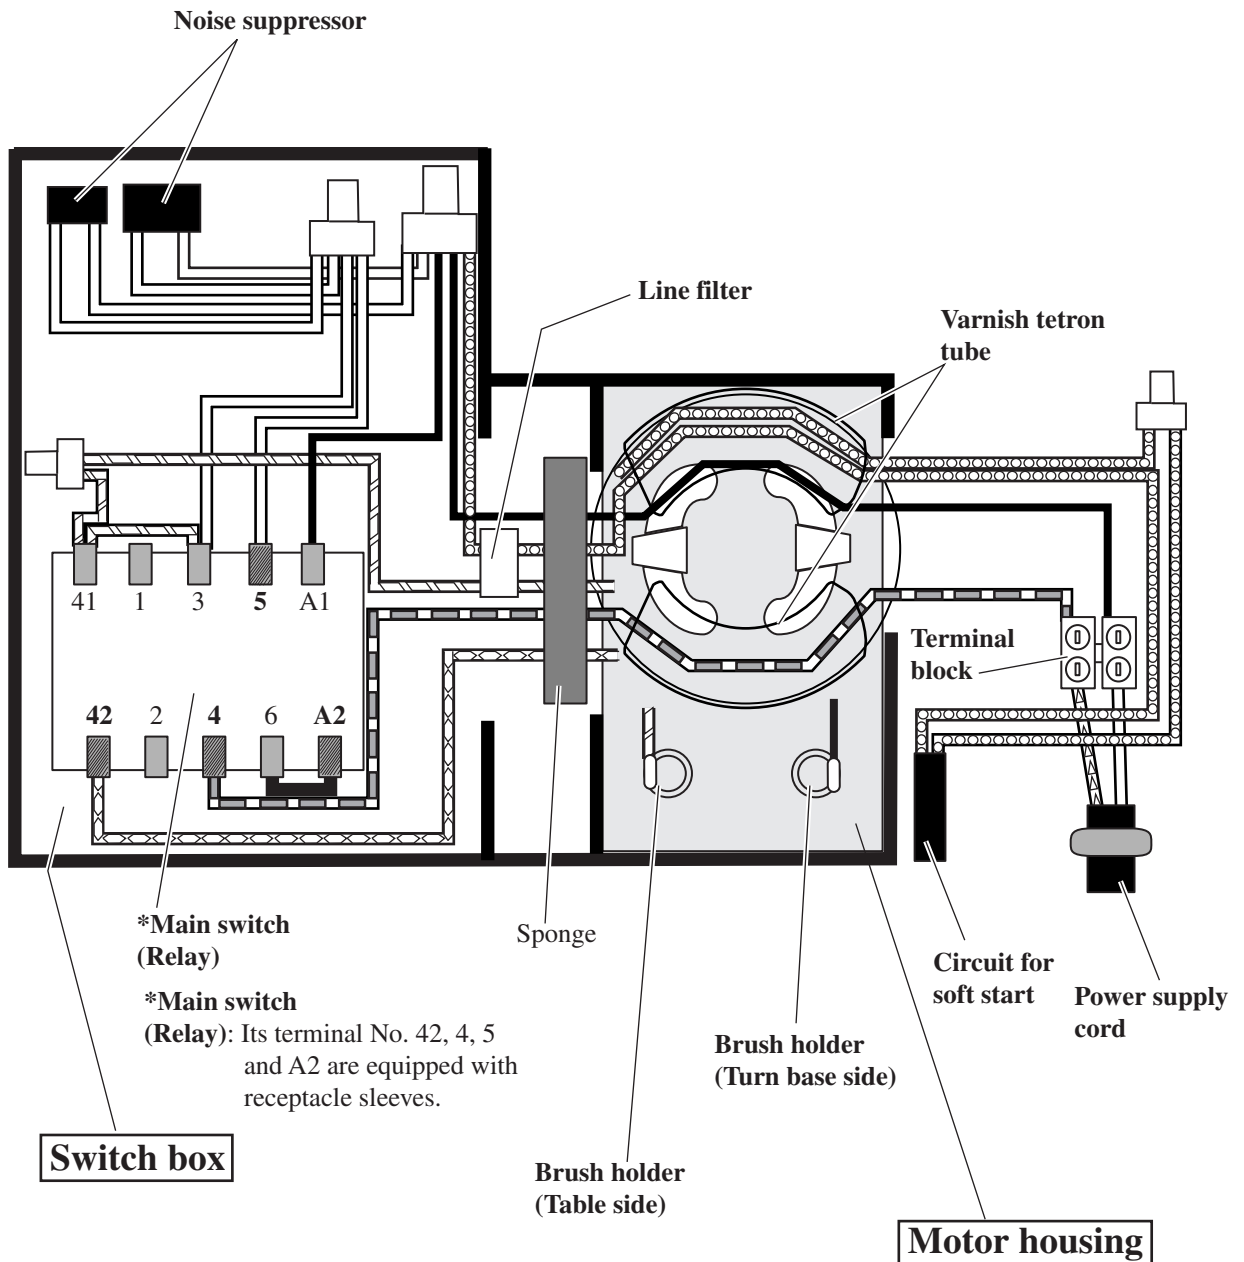 Noise suppressor
Line filter
Varnish tetron
tube
41 1 3 5 A1
Terminal
block
42 2 4 6 A2
*Main switch
(Relay)
Sponge
Circuit for
soft start
Power supply
cord
*Main switch
(Relay): Its terminal No. 42, 4, 5
and A2 are equipped with
receptacle sleeves.
Brush holder
(Turn base side)
Switch box
Brush holder
(Table side)
Motor housing